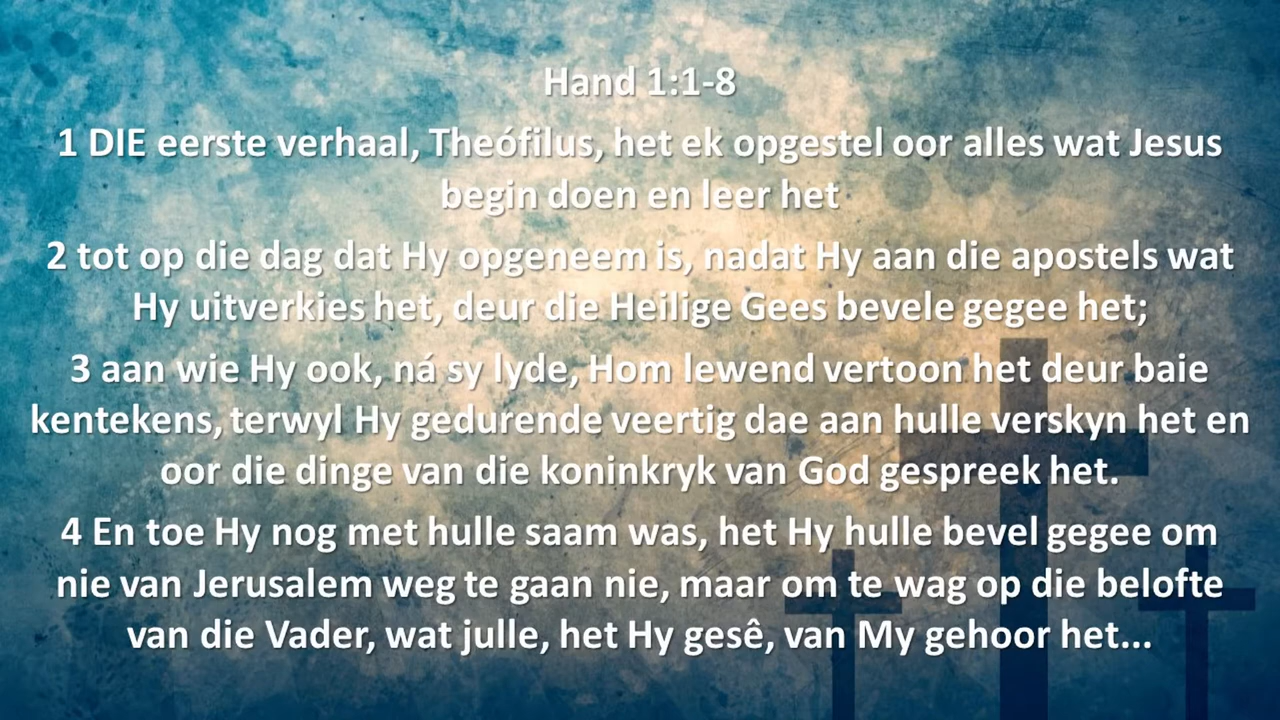 Hand 1:1-8
1 DIE eerste verhaal, Theófilus, het ek opgestel oor alles wat Jesus
begin doen en leer het
2 tot op die dag dat Hy opgeneem is, nadat Hy aan die apostels wat
Hy uitverkies het, deur die Heilige Gees bevele gegee het;
3 aan wie Hy ook, ná sy lyde, Hom lewend vertoon het deur baie
kentekens, terwyl Hy gedurende veertig dae aan hulle verskyn het en
oor die dinge van die koninkryk van God gespreek het.
4 En toe Hy nog met hulle saam was, het Hy hulle bevel gegee om
nie van Jerusalem weg te gaan nie, maar om te wag op die belofte
van die Vader, wat julle, het Hy gesê, van My gehoor het...